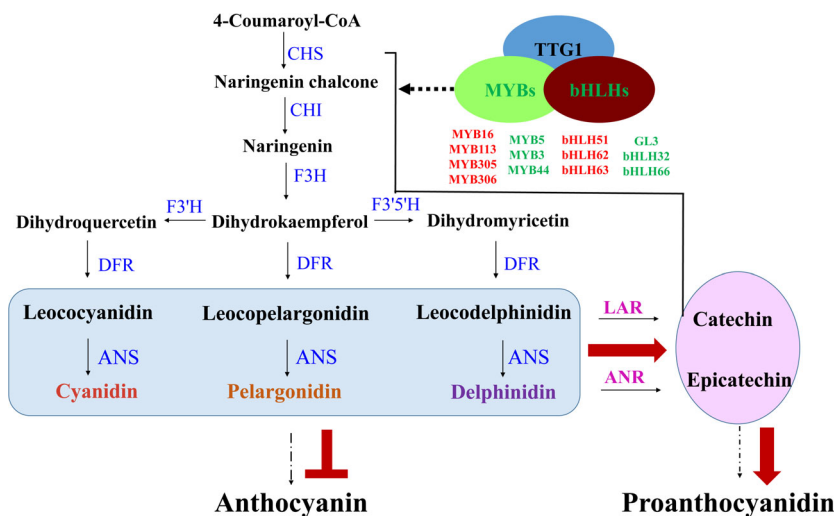 4-Coumaroyl-CoA
CHS
Naringenin chalcone
CHI
Naringenin
F3H
TTG1
MYBs
bHLHs
MYB16
MYB113
MYB305
MYB306
MYB5
MYB3
MYB44
bHLH51
bHLH62
bHLH63
GL3
bHLH32
bHLH66
Dihydroquercetin
F3'H
Dihydrokaempferol
F3'5'H
Dihydromyricetin
DFR
DFR
DFR
Leococyanidin
Leocopelargonidin
Leocodelphinidin
ANS
ANS
ANS
Cyanidin
Pelargonidin
Delphinidin
LAR
ANR
Catechin
Epicatechin
Anthocyanin
Proanthocyanidin